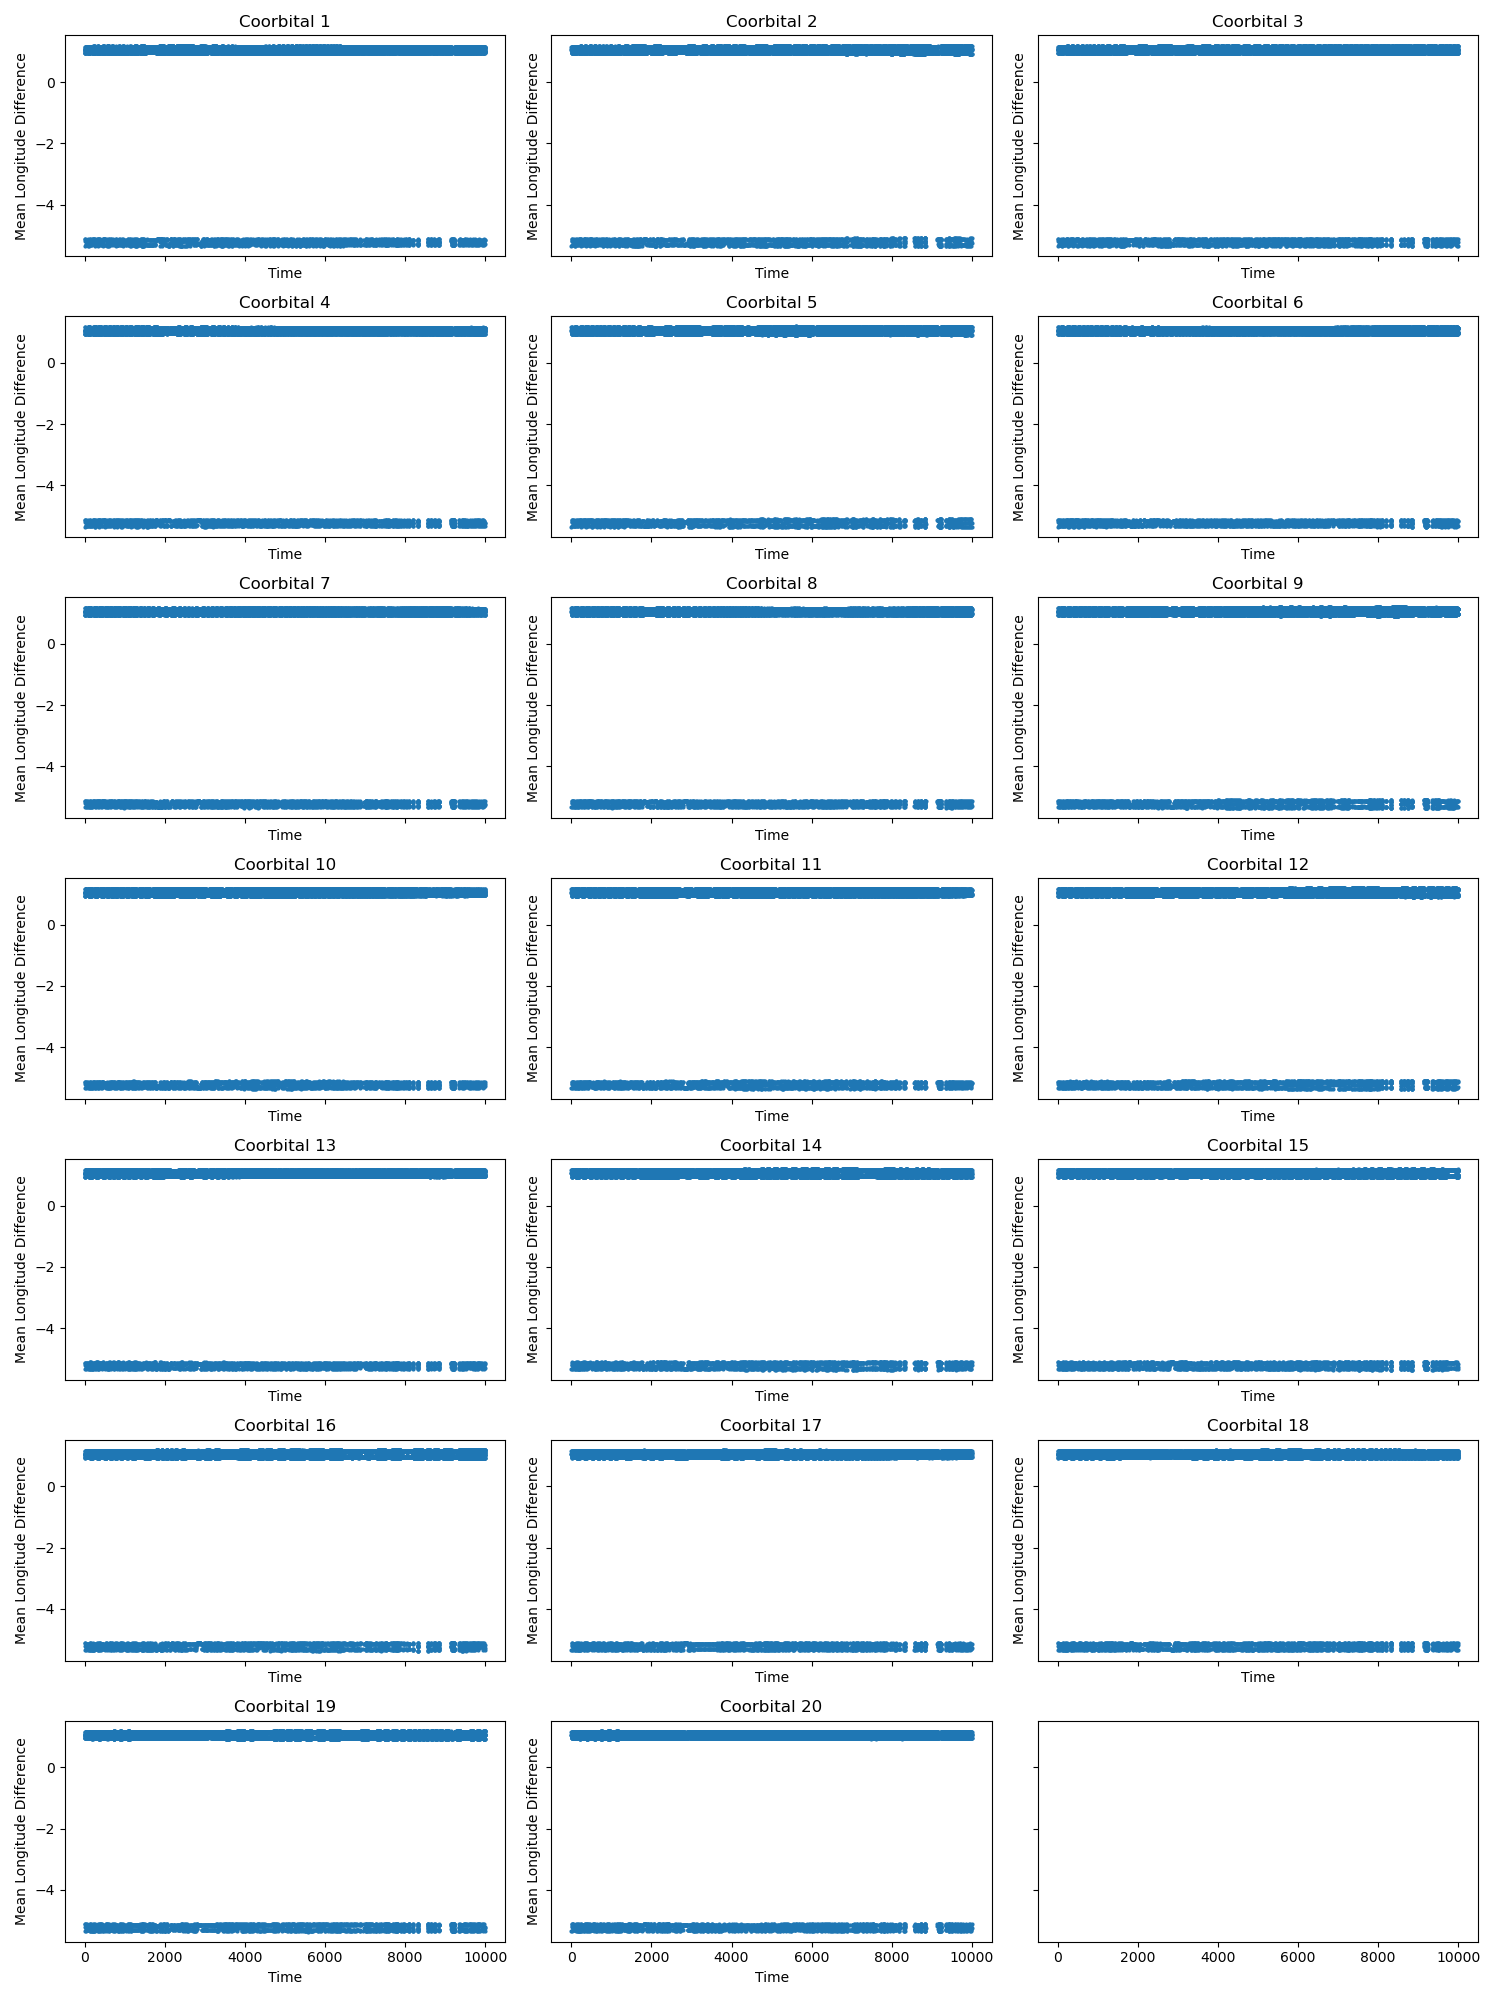 Coorbital 1 Coorbital 2 Coorbital 3
Mean Longitude Difference Mean Longitude Difference Mean Longitude Difference
0
−2
−4
Time Time Time
Coorbital 4 Coorbital 5 Coorbital 6
Mean Longitude Difference Mean Longitude Difference Mean Longitude Difference
0
−2
−4
Time Time Time
Coorbital 7 Coorbital 8 Coorbital 9
Mean Longitude Difference Mean Longitude Difference Mean Longitude Difference
0
−2
−4
Time Time Time
Coorbital 10 Coorbital 11 Coorbital 12
Mean Longitude Difference Mean Longitude Difference Mean Longitude Difference
0
−2
−4
Time Time Time
Coorbital 13 Coorbital 14 Coorbital 15
Mean Longitude Difference Mean Longitude Difference Mean Longitude Difference
0
−2
−4
Time Time Time
Coorbital 16 Coorbital 17 Coorbital 18
Mean Longitude Difference Mean Longitude Difference Mean Longitude Difference
0
−2
−4
Time Time Time
Coorbital 19 Coorbital 20
Mean Longitude Difference Mean Longitude Difference
0
−2
−4
0 2000 4000 6000 8000 10000 0 2000 4000 6000 8000 10000 0 2000 4000 6000 8000 10000
Time Time